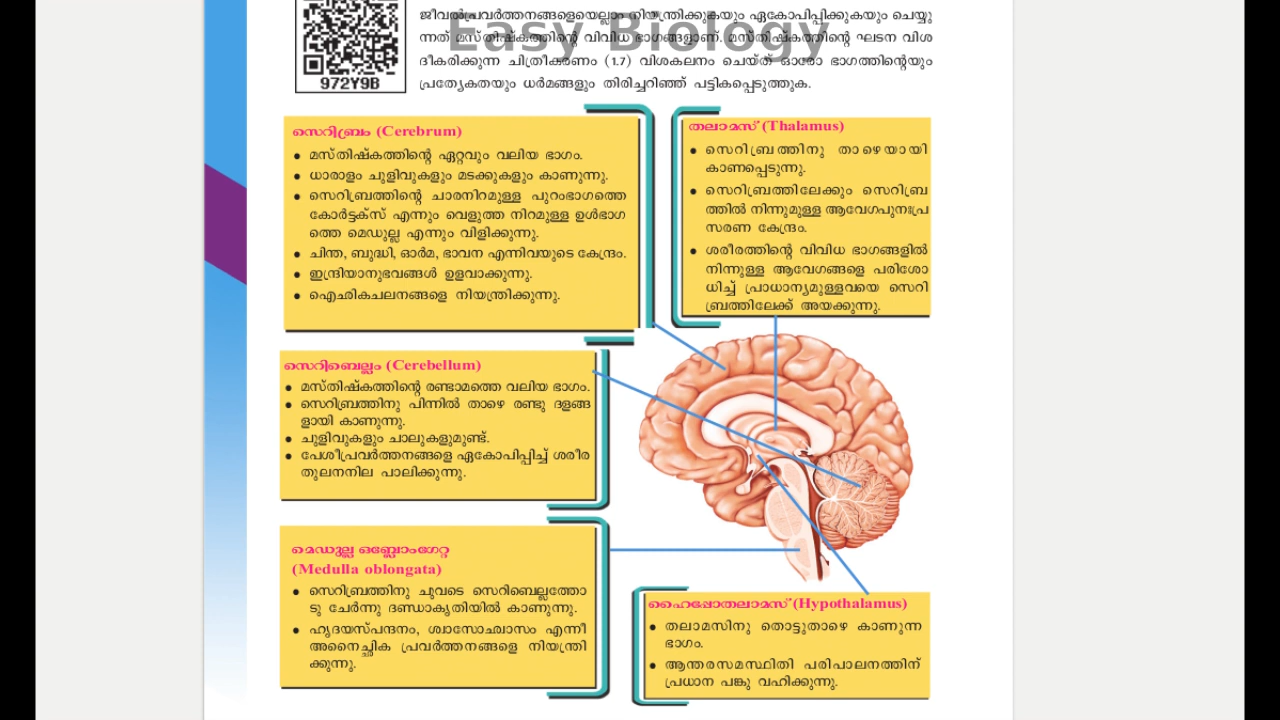 ജീവൽപ്രവർത്തനങ്ങളെയെല്ലാം നിയന്ത്രിക്കുകയും ഏകോപിപ്പിക്കുകയും ചെയ്യു
ന്നത് മസ്തിഷ്കത്തിന്റെ വിവിധ ഭാഗങ്ങളാണ്. മസ്തിഷ്കത്തിന്റെ ഘടന വിശ
ദീകരിക്കുന്ന ചിത്രീകരണം (1.7) വിശകലനം ചെയ്ത് ഓരോ ഭാഗത്തിന്റെയും
പ്രത്യേകതയും ധർമങ്ങളും തിരിച്ചറിഞ്ഞ് പട്ടികപ്പെടുത്തുക.
Easy Biology
972Y9B
സെറിബ്രം (Cerebrum)
• മസ്തിഷ്കത്തിന്റെ ഏറ്റവും വലിയ ഭാഗം.
• ധാരാളം ചുളിവുകളും മടക്കുകളും കാണുന്നു.
• സെറിബ്രത്തിന്റെ ചാരനിറമുള്ള പുറംഭാഗത്തെ
കോർട്ടക്സ് എന്നും വെളുത്ത നിറമുള്ള ഉൾഭാഗ
ത്തെ മെഡുല്ല എന്നും വിളിക്കുന്നു.
• ചിന്ത, ബുദ്ധി, ഓർമ, ഭാവന എന്നിവയുടെ കേന്ദ്രം.
• ഇന്ദ്രിയാനുഭവങ്ങൾ ഉളവാക്കുന്നു.
• ഐഛികചലനങ്ങളെ നിയന്ത്രിക്കുന്നു.
തലാമസ് (Thalamus)
• സെറിബ്രത്തിനു താഴെയായി
കാണപ്പെടുന്നു.
• സെറിബ്രത്തിലേക്കും സെറിബ്ര
ത്തിൽ നിന്നുമുള്ള ആവേഗപുനഃപ്ര
സരണ കേന്ദ്രം.
• ശരീരത്തിന്റെ വിവിധ ഭാഗങ്ങളിൽ
നിന്നുള്ള ആവേഗങ്ങളെ പരിശോ
ധിച്ച് പ്രാധാന്യമുള്ളവയെ സെറി
ബ്രത്തിലേക്ക് അയക്കുന്നു.
സെറിബെല്ലം (Cerebellum)
• മസ്തിഷ്കത്തിന്റെ രണ്ടാമത്തെ വലിയ ഭാഗം.
• സെറിബ്രത്തിനു പിന്നിൽ താഴെ രണ്ടു ദളങ്ങ
ളായി കാണുന്നു.
• ചുളിവുകളും ചാലുകളുമുണ്ട്.
• പേശീപ്രവർത്തനങ്ങളെ ഏകോപിപ്പിച്ച് ശരീര
തുലനനില പാലിക്കുന്നു.
മെഡുല്ല ഒബ്ലോംഗേറ്റ
(Medulla oblongata)
• സെറിബ്രത്തിനു ചുവടെ സെറിബെല്ലത്തോ
ടു ചേർന്നു ദണ്ഡാകൃതിയിൽ കാണുന്നു.
• ഹൃദയസ്പന്ദനം, ശ്വാസോഛ്വാസം എന്നീ
അനൈച്ഛിക പ്രവർത്തനങ്ങളെ നിയന്ത്രി
ക്കുന്നു.
ഹൈപ്പോതലാമസ് (Hypothalamus)
• തലാമസിനു തൊട്ടുതാഴെ കാണുന്ന
ഭാഗം.
• ആന്തരസമസ്ഥിതി പരിപാലനത്തിന്
പ്രധാന പങ്കു വഹിക്കുന്നു.